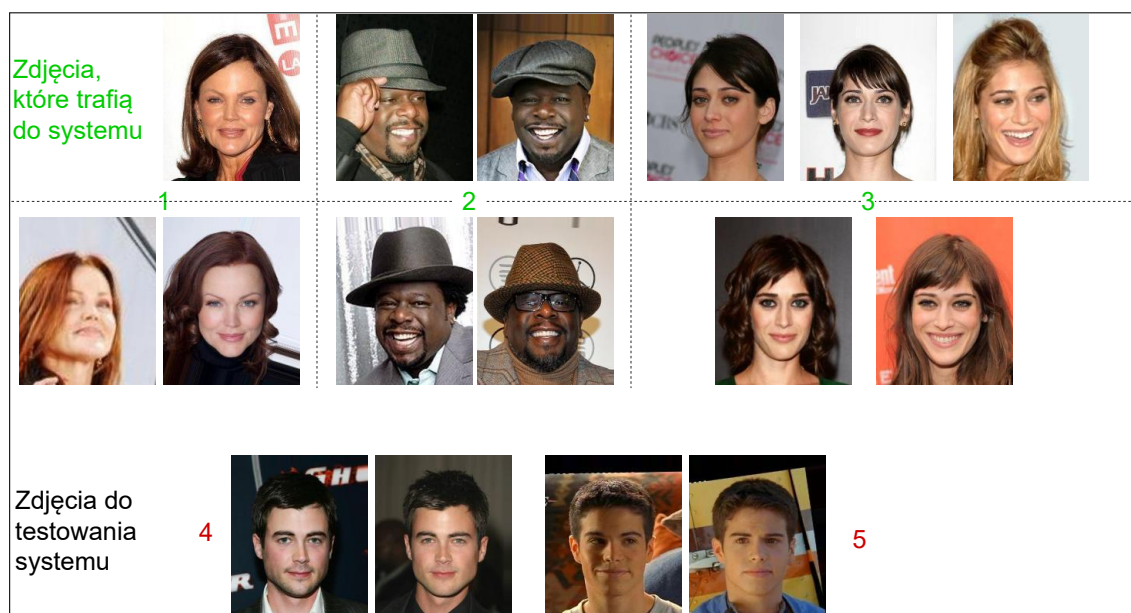 Zdjęcia,
które trafią
do systemu
1
2
3
Zdjęcia do
testowania
systemu
4
5